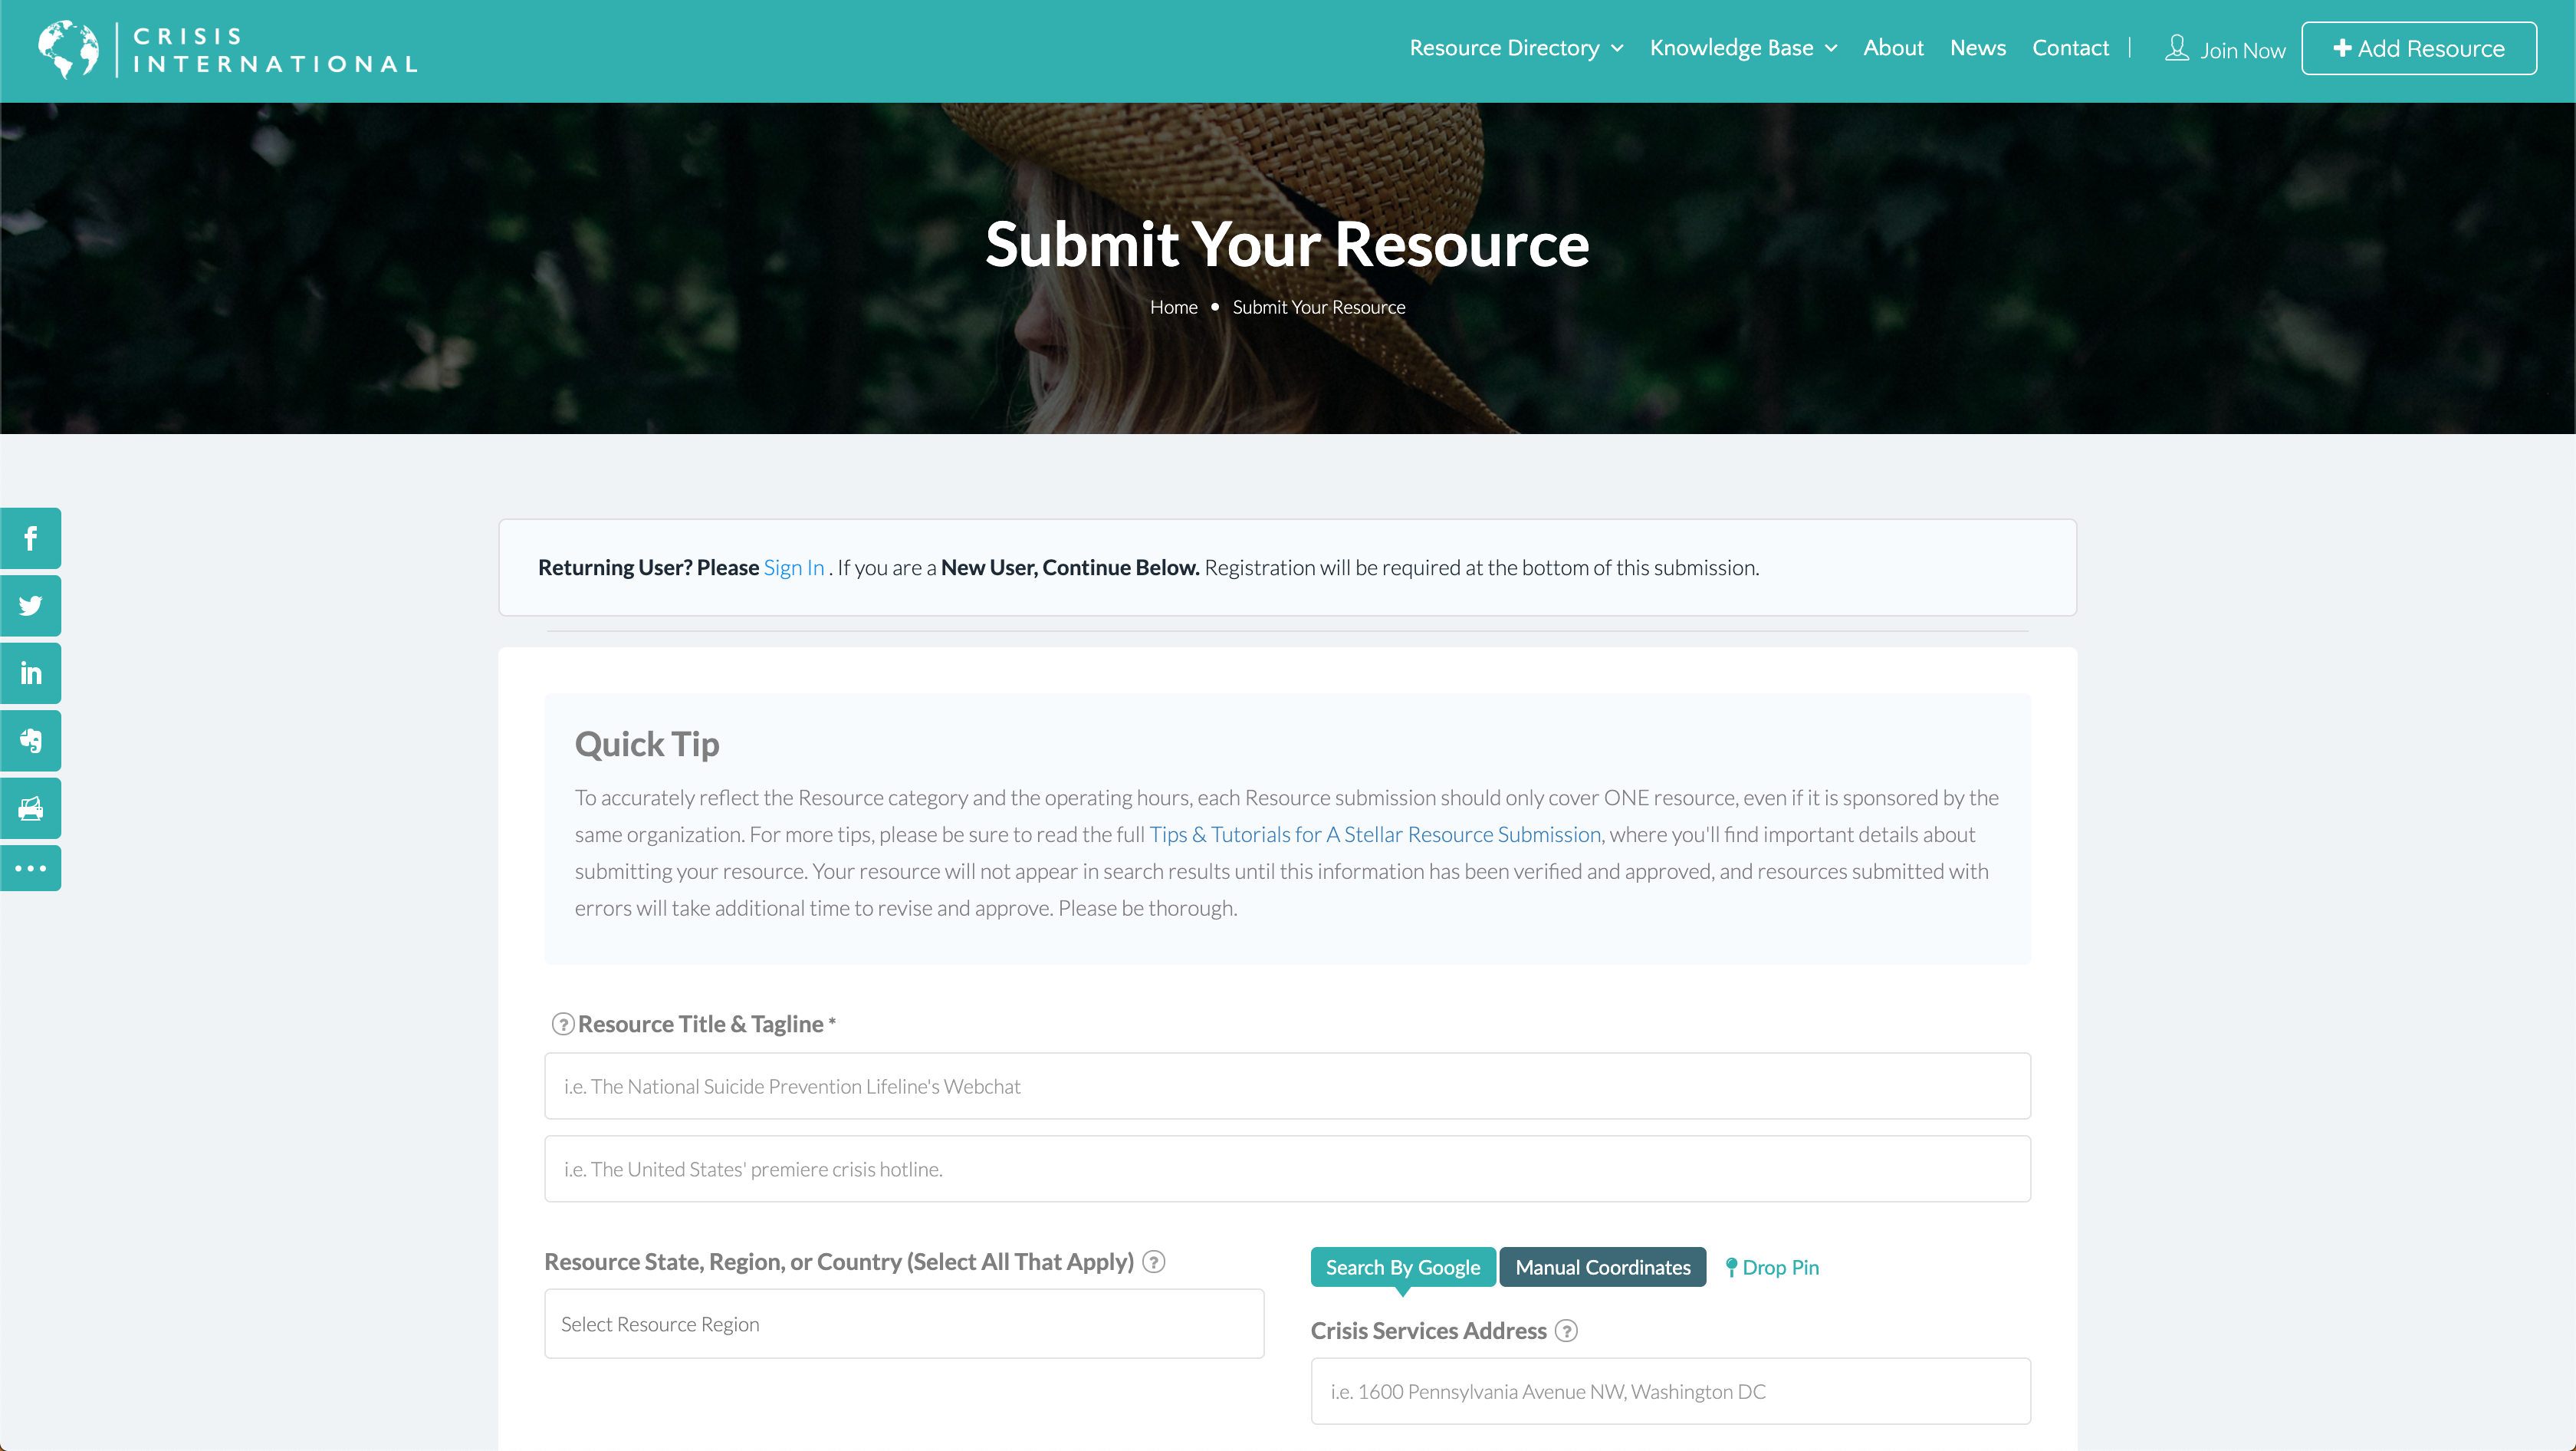 CRISIS
INTERNATIONAL
Resource Directory
Knowledge Base
About
News
Contact
Join Now
Add Resource
Submit Your Resource
Home • Submit Your Resource
Returning User? Please Sign In . If you are a New User, Continue Below. Registration will be required at the bottom of this submission.
Quick Tip
To accurately reflect the Resource category and the operating hours, each Resource submission should only cover ONE resource, even if it is sponsored by the
same organization. For more tips, please be sure to read the full Tips & Tutorials for A Stellar Resource Submission, where you'll find important details about
submitting your resource. Your resource will not appear in search results until this information has been verified and approved, and resources submitted with
errors will take additional time to revise and approve. Please be thorough.
? Resource Title & Tagline *
i.e. The National Suicide Prevention Lifeline's Webchat
i.e. The United States' premiere crisis hotline.
Resource State, Region, or Country (Select All That Apply) ?
Select Resource Region
Search By Google
Manual Coordinates
Drop Pin
Crisis Services Address ?
i.e. 1600 Pennsylvania Avenue NW, Washington DC